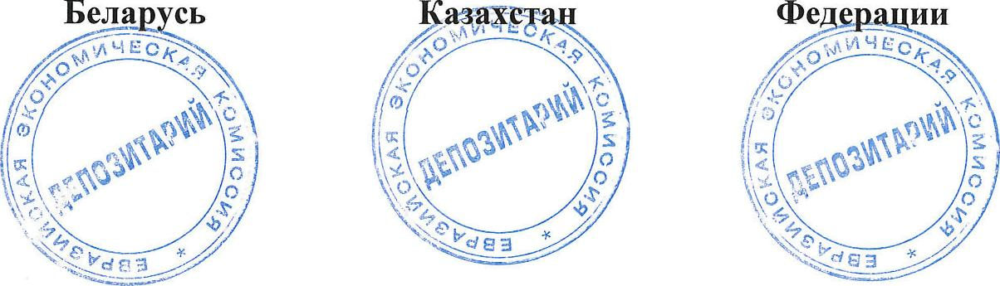 Беларусь Казахстан Федерации
ЕВРАЗИЙСКАЯ ЭКОНОМИЧЕСКАЯ КОМИССИЯ *
ДЕПОЗИТАРИЙ
ЕВРАЗИЙСКАЯ ЭКОНОМИЧЕСКАЯ КОМИССИЯ *
ДЕПОЗИТАРИЙ
ЕВРАЗИЙСКАЯ ЭКОНОМИЧЕСКАЯ КОМИССИЯ *
ДЕПОЗИТАРИЙ